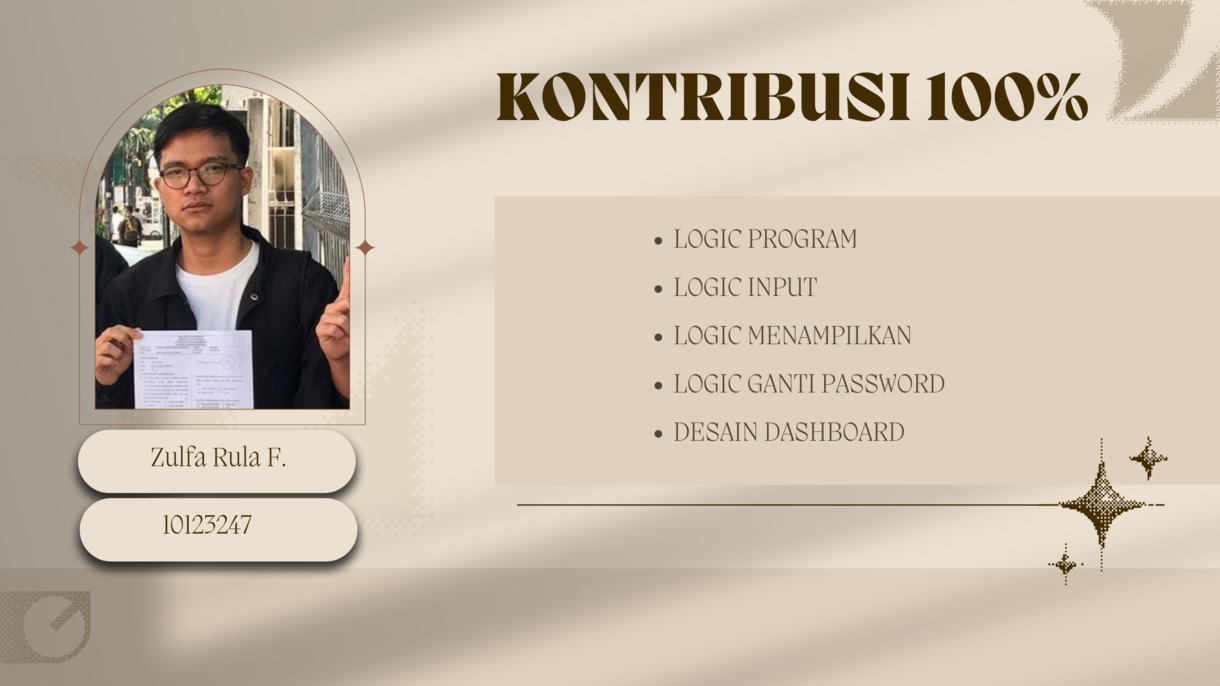 KONTRIBUSI 100%
• LOGIC PROGRAM
• LOGIC INPUT
• LOGIC MENAMPILKAN
• LOGIC GANTI PASSWORD
• DESAIN DASHBOARD
Zulfa Rula F.
10123247